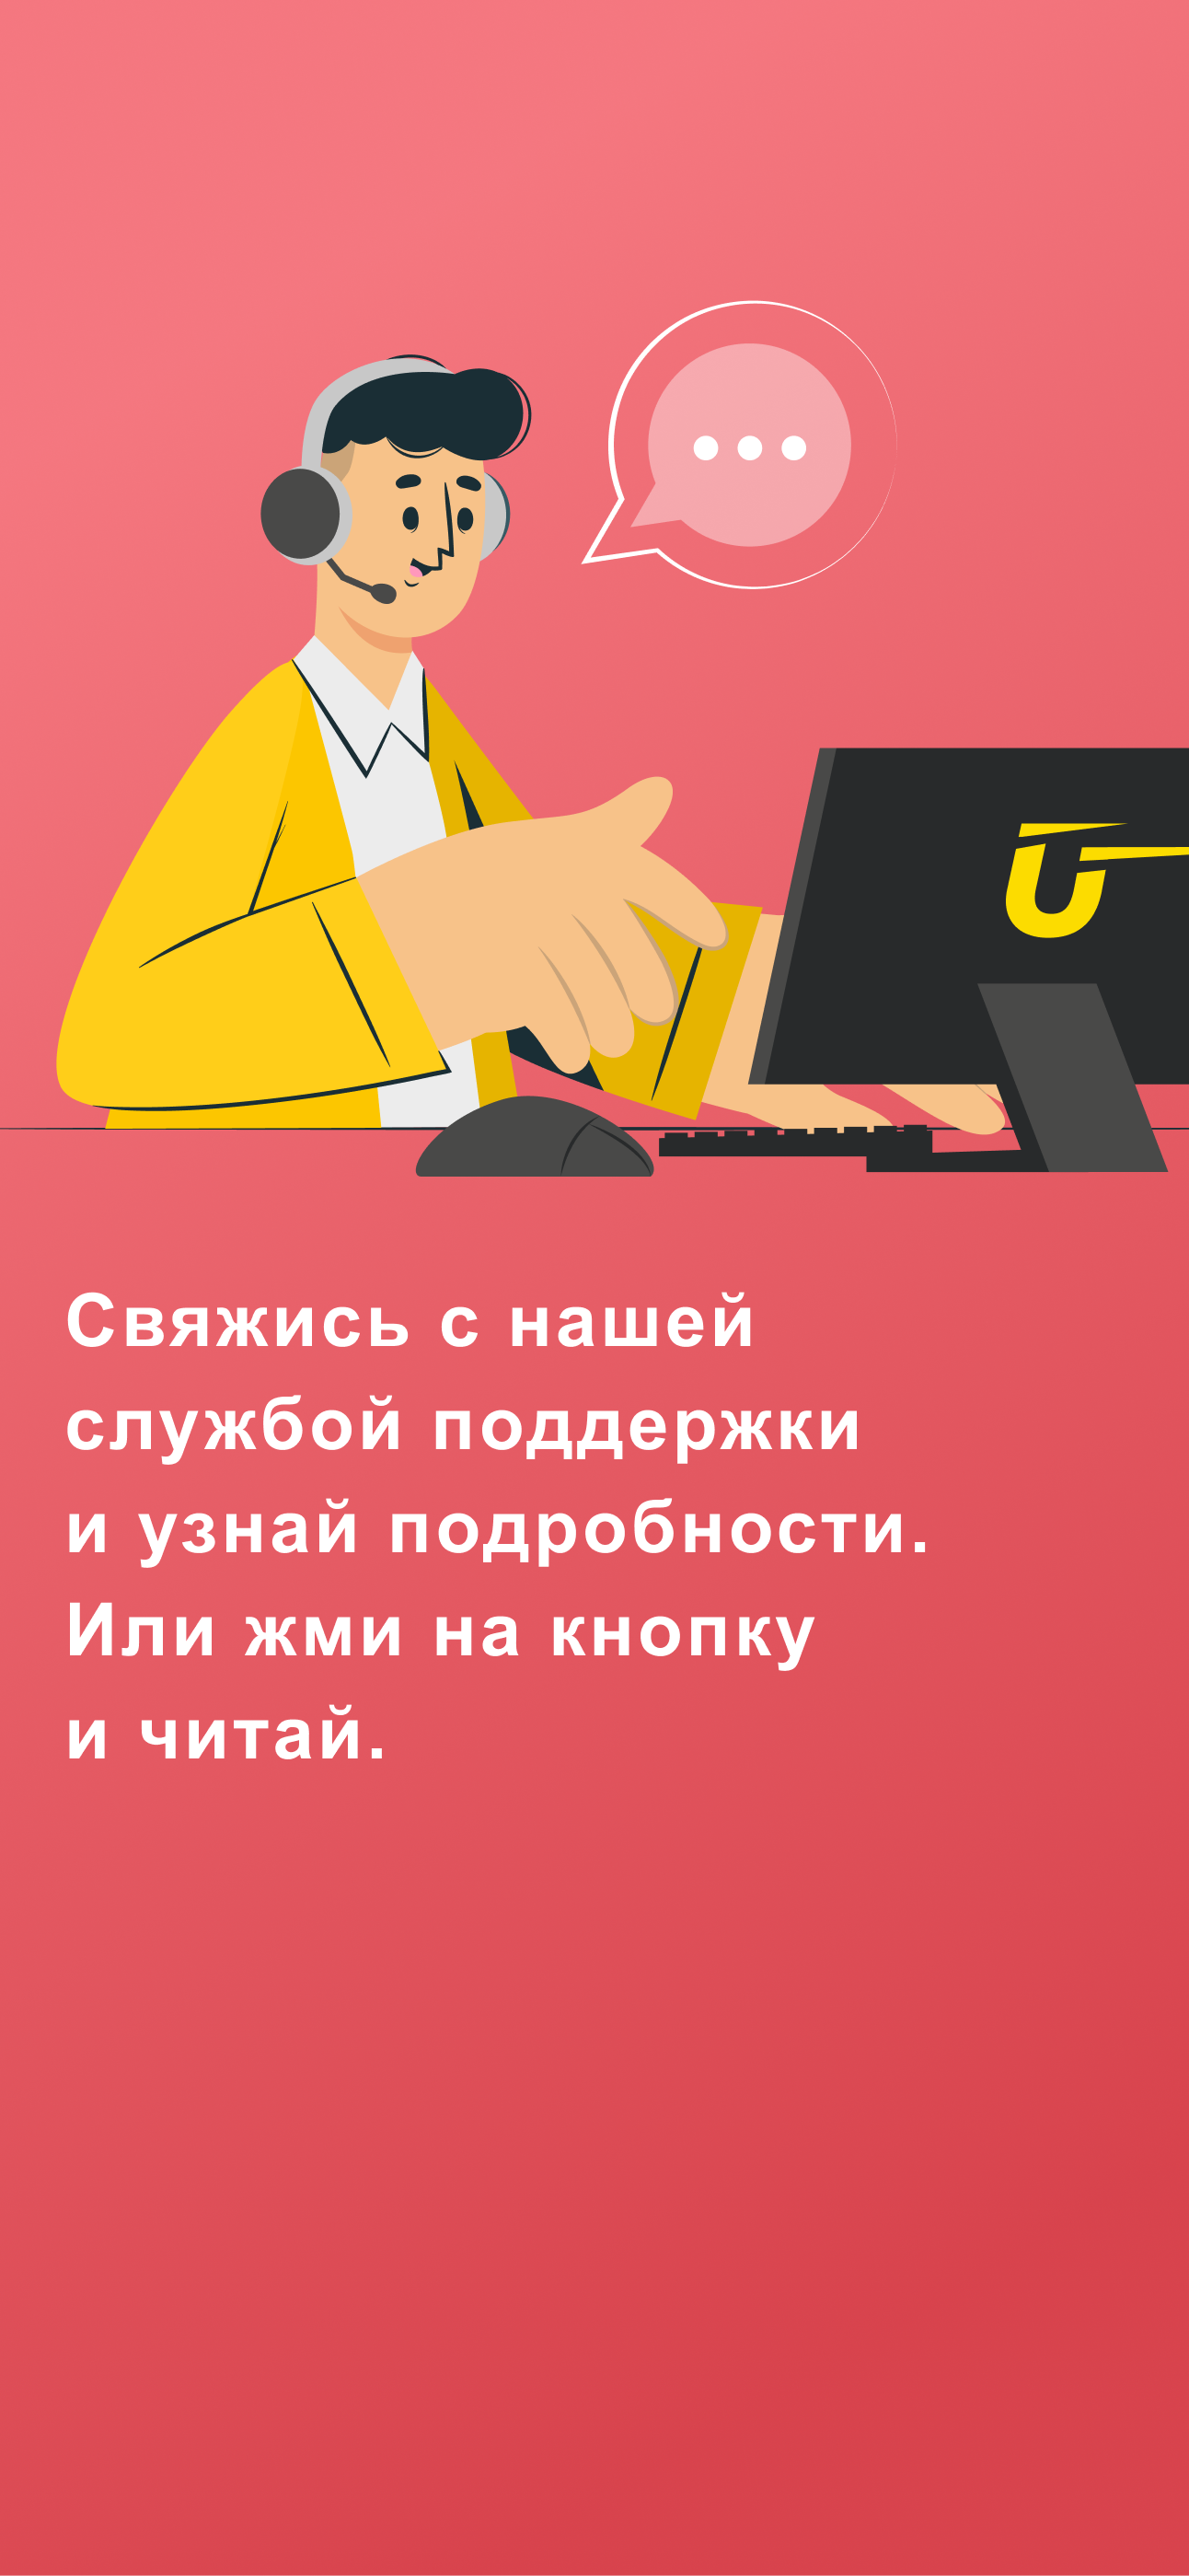 Свяжись с нашей
службой поддержки
и узнай подробности.
Или жми на кнопку
и читай.